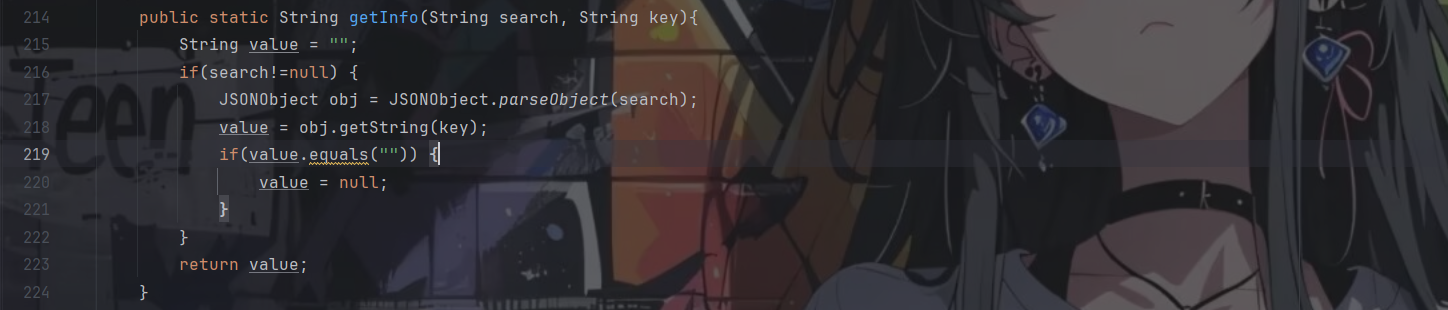 214 public static String getInfo(String search, String key){
215 String value = "";
216 if(search!=null) {
217 JSONObject obj = JSONObject.parseObject(search);
218 value = obj.getString(key);
219 if(value.equals("")) {
220 value = null;
221 }
222 }
223 return value;
224 }
een